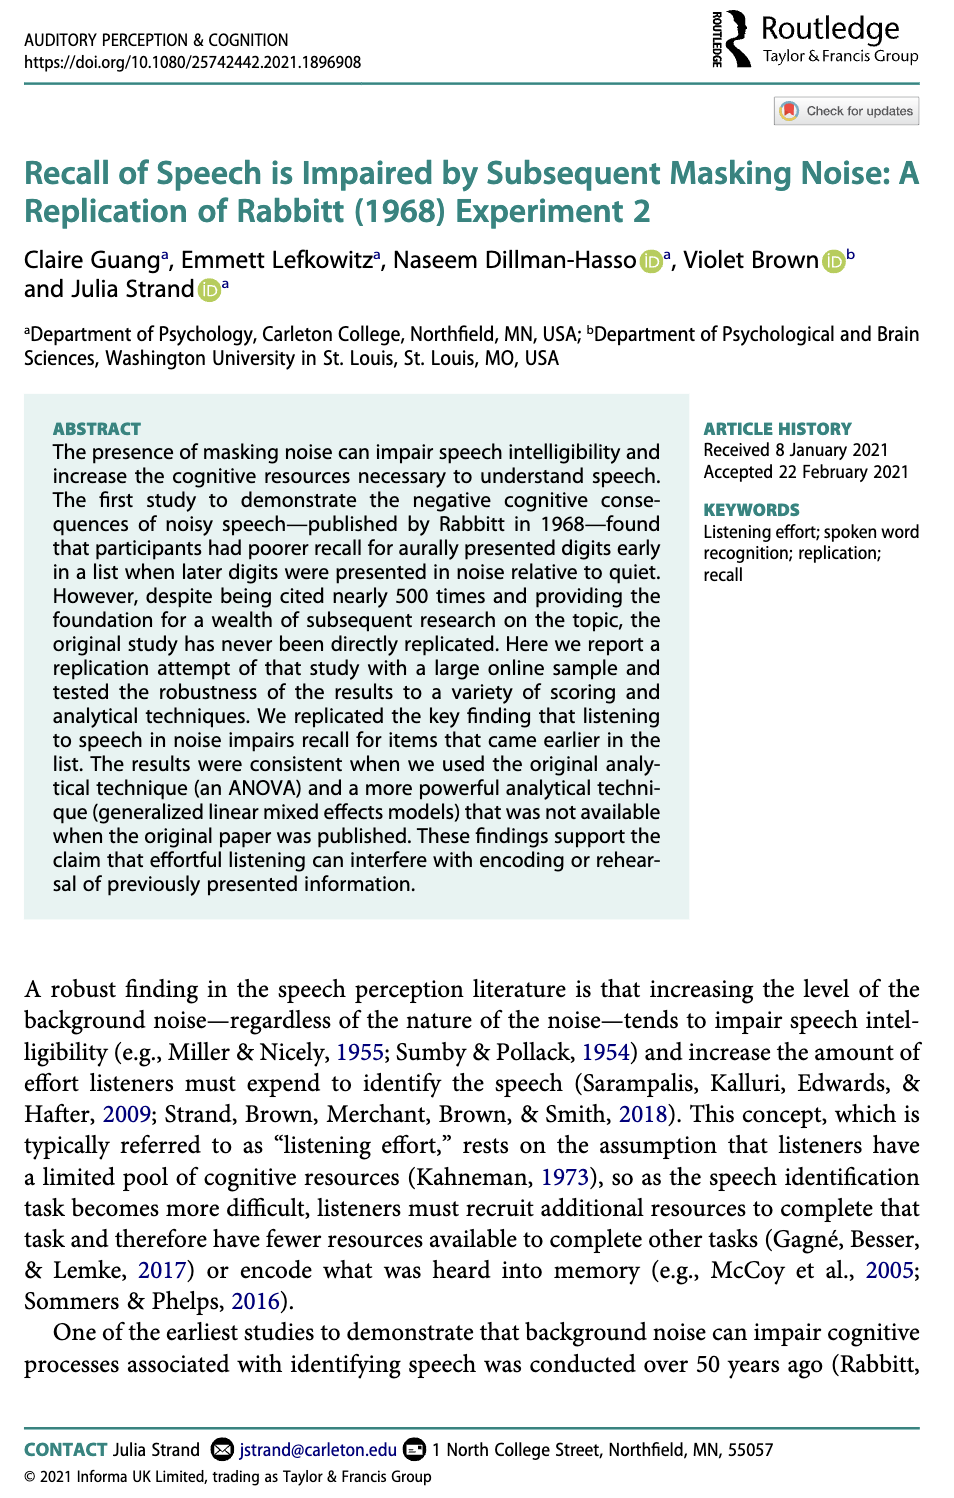 AUDITORY PERCEPTION & COGNITION
https://doi.org/10.1080/25742442.2021.1896908
ROUTLEDGE
Routledge
Taylor & Francis Group
Check for updates
Recall of Speech is Impaired by Subsequent Masking Noise: A
Replication of Rabbitt (1968) Experiment 2
Claire Guangᵃ, Emmett Lefkowitzᵃ, Naseem Dillman-Hasso iDᵃ, Violet Brown iDᵇ
and Julia Strand iDᵃ
ᵃDepartment of Psychology, Carleton College, Northfield, MN, USA; ᵇDepartment of Psychological and Brain
Sciences, Washington University in St. Louis, St. Louis, MO, USA
ABSTRACT
The presence of masking noise can impair speech intelligibility and
increase the cognitive resources necessary to understand speech.
The first study to demonstrate the negative cognitive conse-
quences of noisy speech—published by Rabbitt in 1968—found
that participants had poorer recall for aurally presented digits early
in a list when later digits were presented in noise relative to quiet.
However, despite being cited nearly 500 times and providing the
foundation for a wealth of subsequent research on the topic, the
original study has never been directly replicated. Here we report a
replication attempt of that study with a large online sample and
tested the robustness of the results to a variety of scoring and
analytical techniques. We replicated the key finding that listening
to speech in noise impairs recall for items that came earlier in the
list. The results were consistent when we used the original analy-
tical technique (an ANOVA) and a more powerful analytical techni-
que (generalized linear mixed effects models) that was not available
when the original paper was published. These findings support the
claim that effortful listening can interfere with encoding or rehear-
sal of previously presented information.
ARTICLE HISTORY
Received 8 January 2021
Accepted 22 February 2021
KEYWORDS
Listening effort; spoken word
recognition; replication;
recall
A robust finding in the speech perception literature is that increasing the level of the
background noise—regardless of the nature of the noise—tends to impair speech intel-
ligibility (e.g., Miller & Nicely, 1955; Sumby & Pollack, 1954) and increase the amount of
effort listeners must expend to identify the speech (Sarampalis, Kalluri, Edwards, &
Hafter, 2009; Strand, Brown, Merchant, Brown, & Smith, 2018). This concept, which is
typically referred to as “listening effort,” rests on the assumption that listeners have
a limited pool of cognitive resources (Kahneman, 1973), so as the speech identification
task becomes more difficult, listeners must recruit additional resources to complete that
task and therefore have fewer resources available to complete other tasks (Gagné, Besser,
& Lemke, 2017) or encode what was heard into memory (e.g., McCoy et al., 2005;
Sommers & Phelps, 2016).
One of the earliest studies to demonstrate that background noise can impair cognitive
processes associated with identifying speech was conducted over 50 years ago (Rabbitt,
CONTACT Julia Strand jstrand@carleton.edu 1 North College Street, Northfield, MN, 55057
© 2021 Informa UK Limited, trading as Taylor & Francis Group